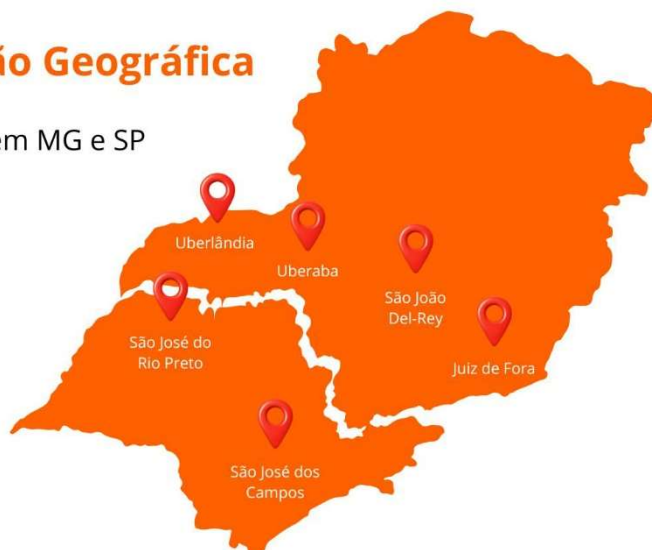 ão Geográfica
em MG e SP
Uberlândia
Uberaba
São João
Del-Rey
São José do
Rio Preto
Juiz de Fora
São José dos
Campos